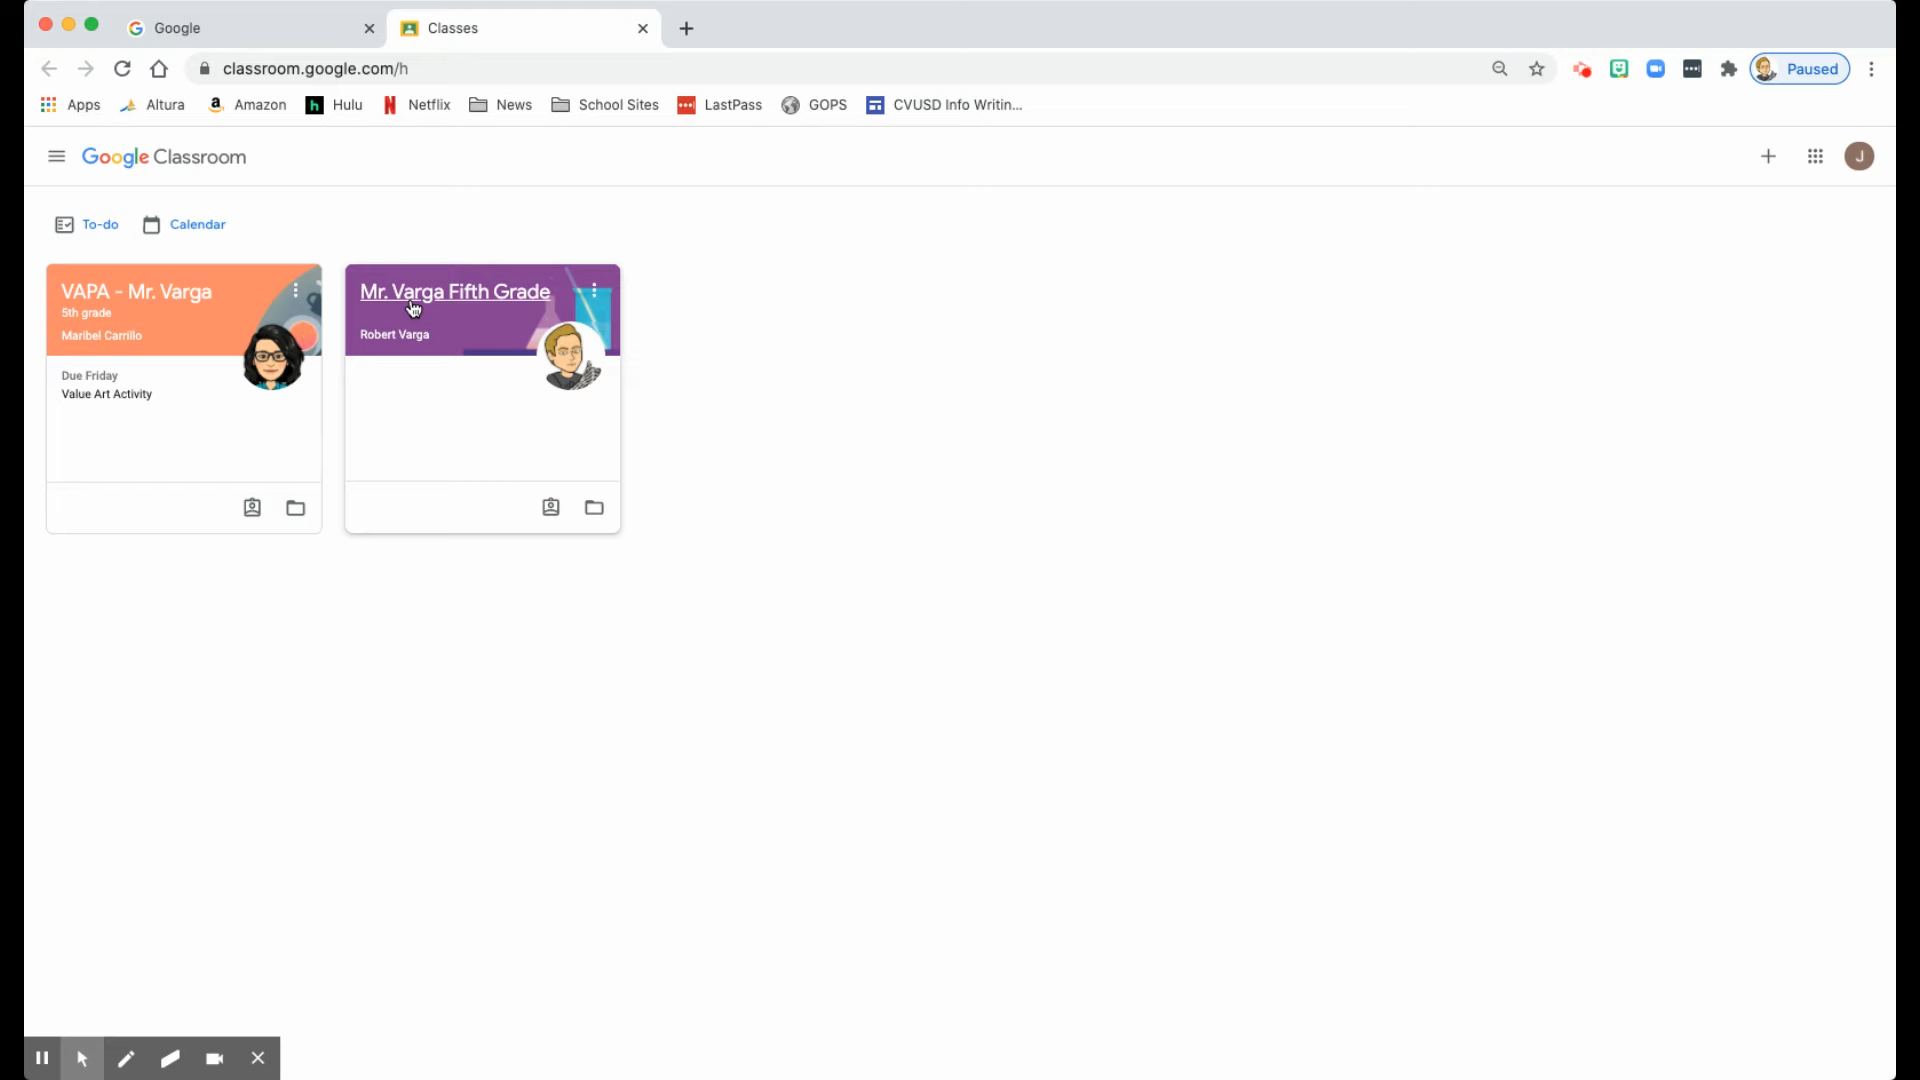 Google
Classes
classroom.google.com/h
Paused
Apps
Altura
Amazon
Hulu
Netflix
News
School Sites
LastPass
GOPS
CVUSD Info Writin...
Google Classroom
J
To-do
Calendar
VAPA - Mr. Varga
5th grade
Maribel Carrillo
Due Friday
Value Art Activity
Mr. Varga Fifth Grade
Robert Varga